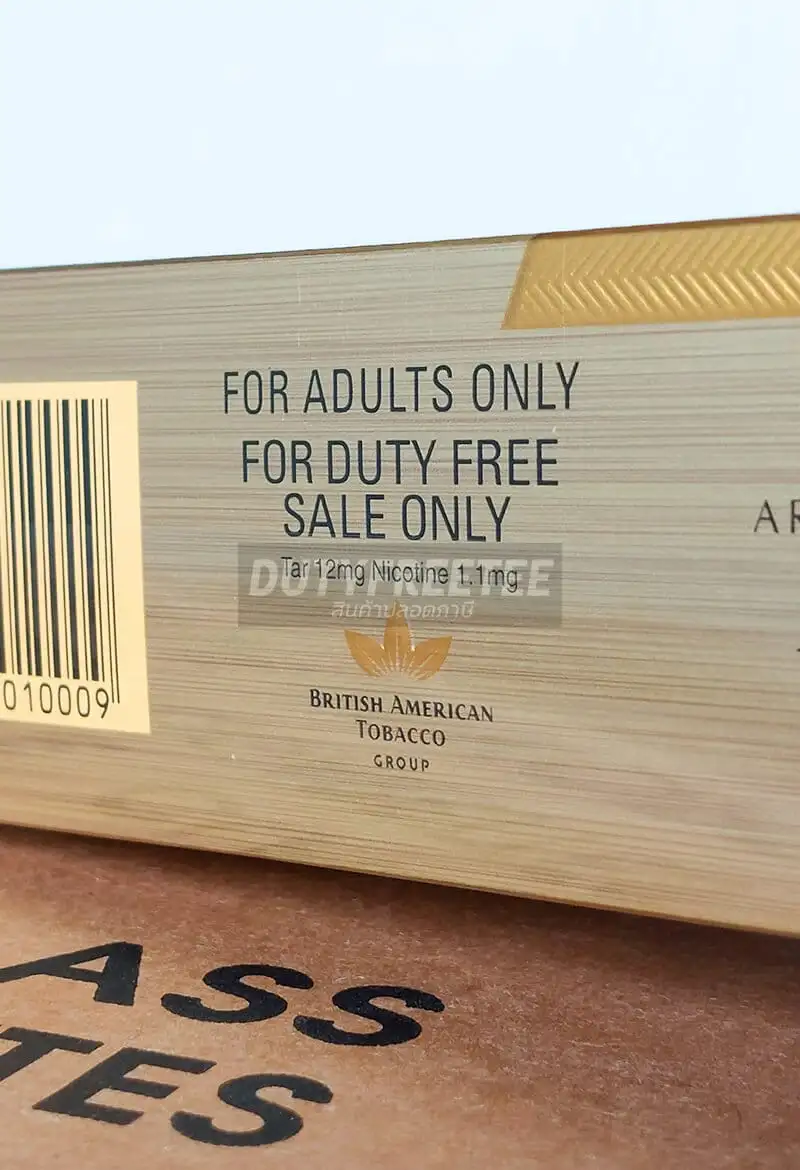 FOR ADULTS ONLY
FOR DUTY FREE
SALE ONLY
Tar 12mg Nicotine 1.1mg
DUTYFREETEE
สินค้าปลอดภาษี
BRITISH AMERICAN
TOBACCO
GROUP
010009
AR
ASS
TES